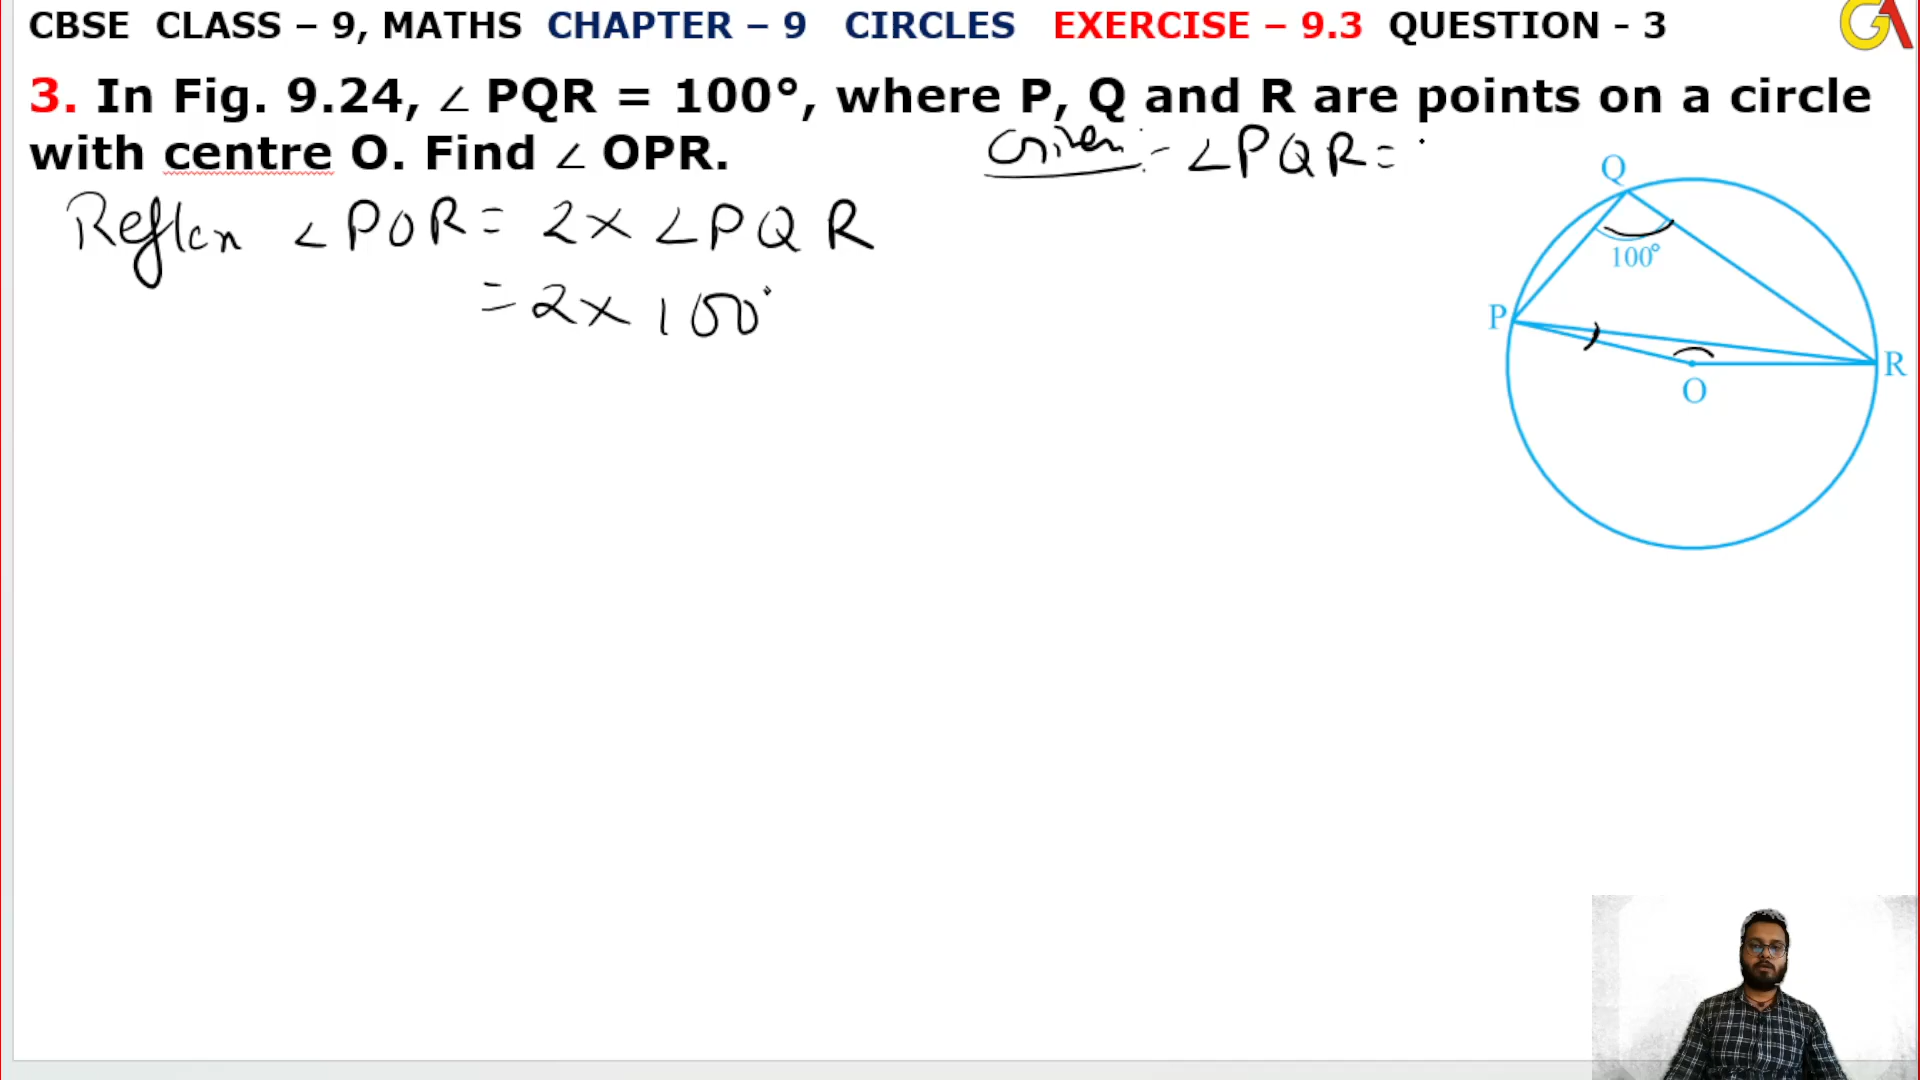 CBSE CLASS – 9, MATHS CHAPTER – 9 CIRCLES EXERCISE – 9.3 QUESTION - 3
GA
3. In Fig. 9.24, ∠ PQR = 100°, where P, Q and R are points on a circle
with centre O. Find ∠ OPR.
Given :- ∠PQR =
Reflex ∠POR = 2 × ∠PQR
= 2 × 100°
Q
100°
P
R
O